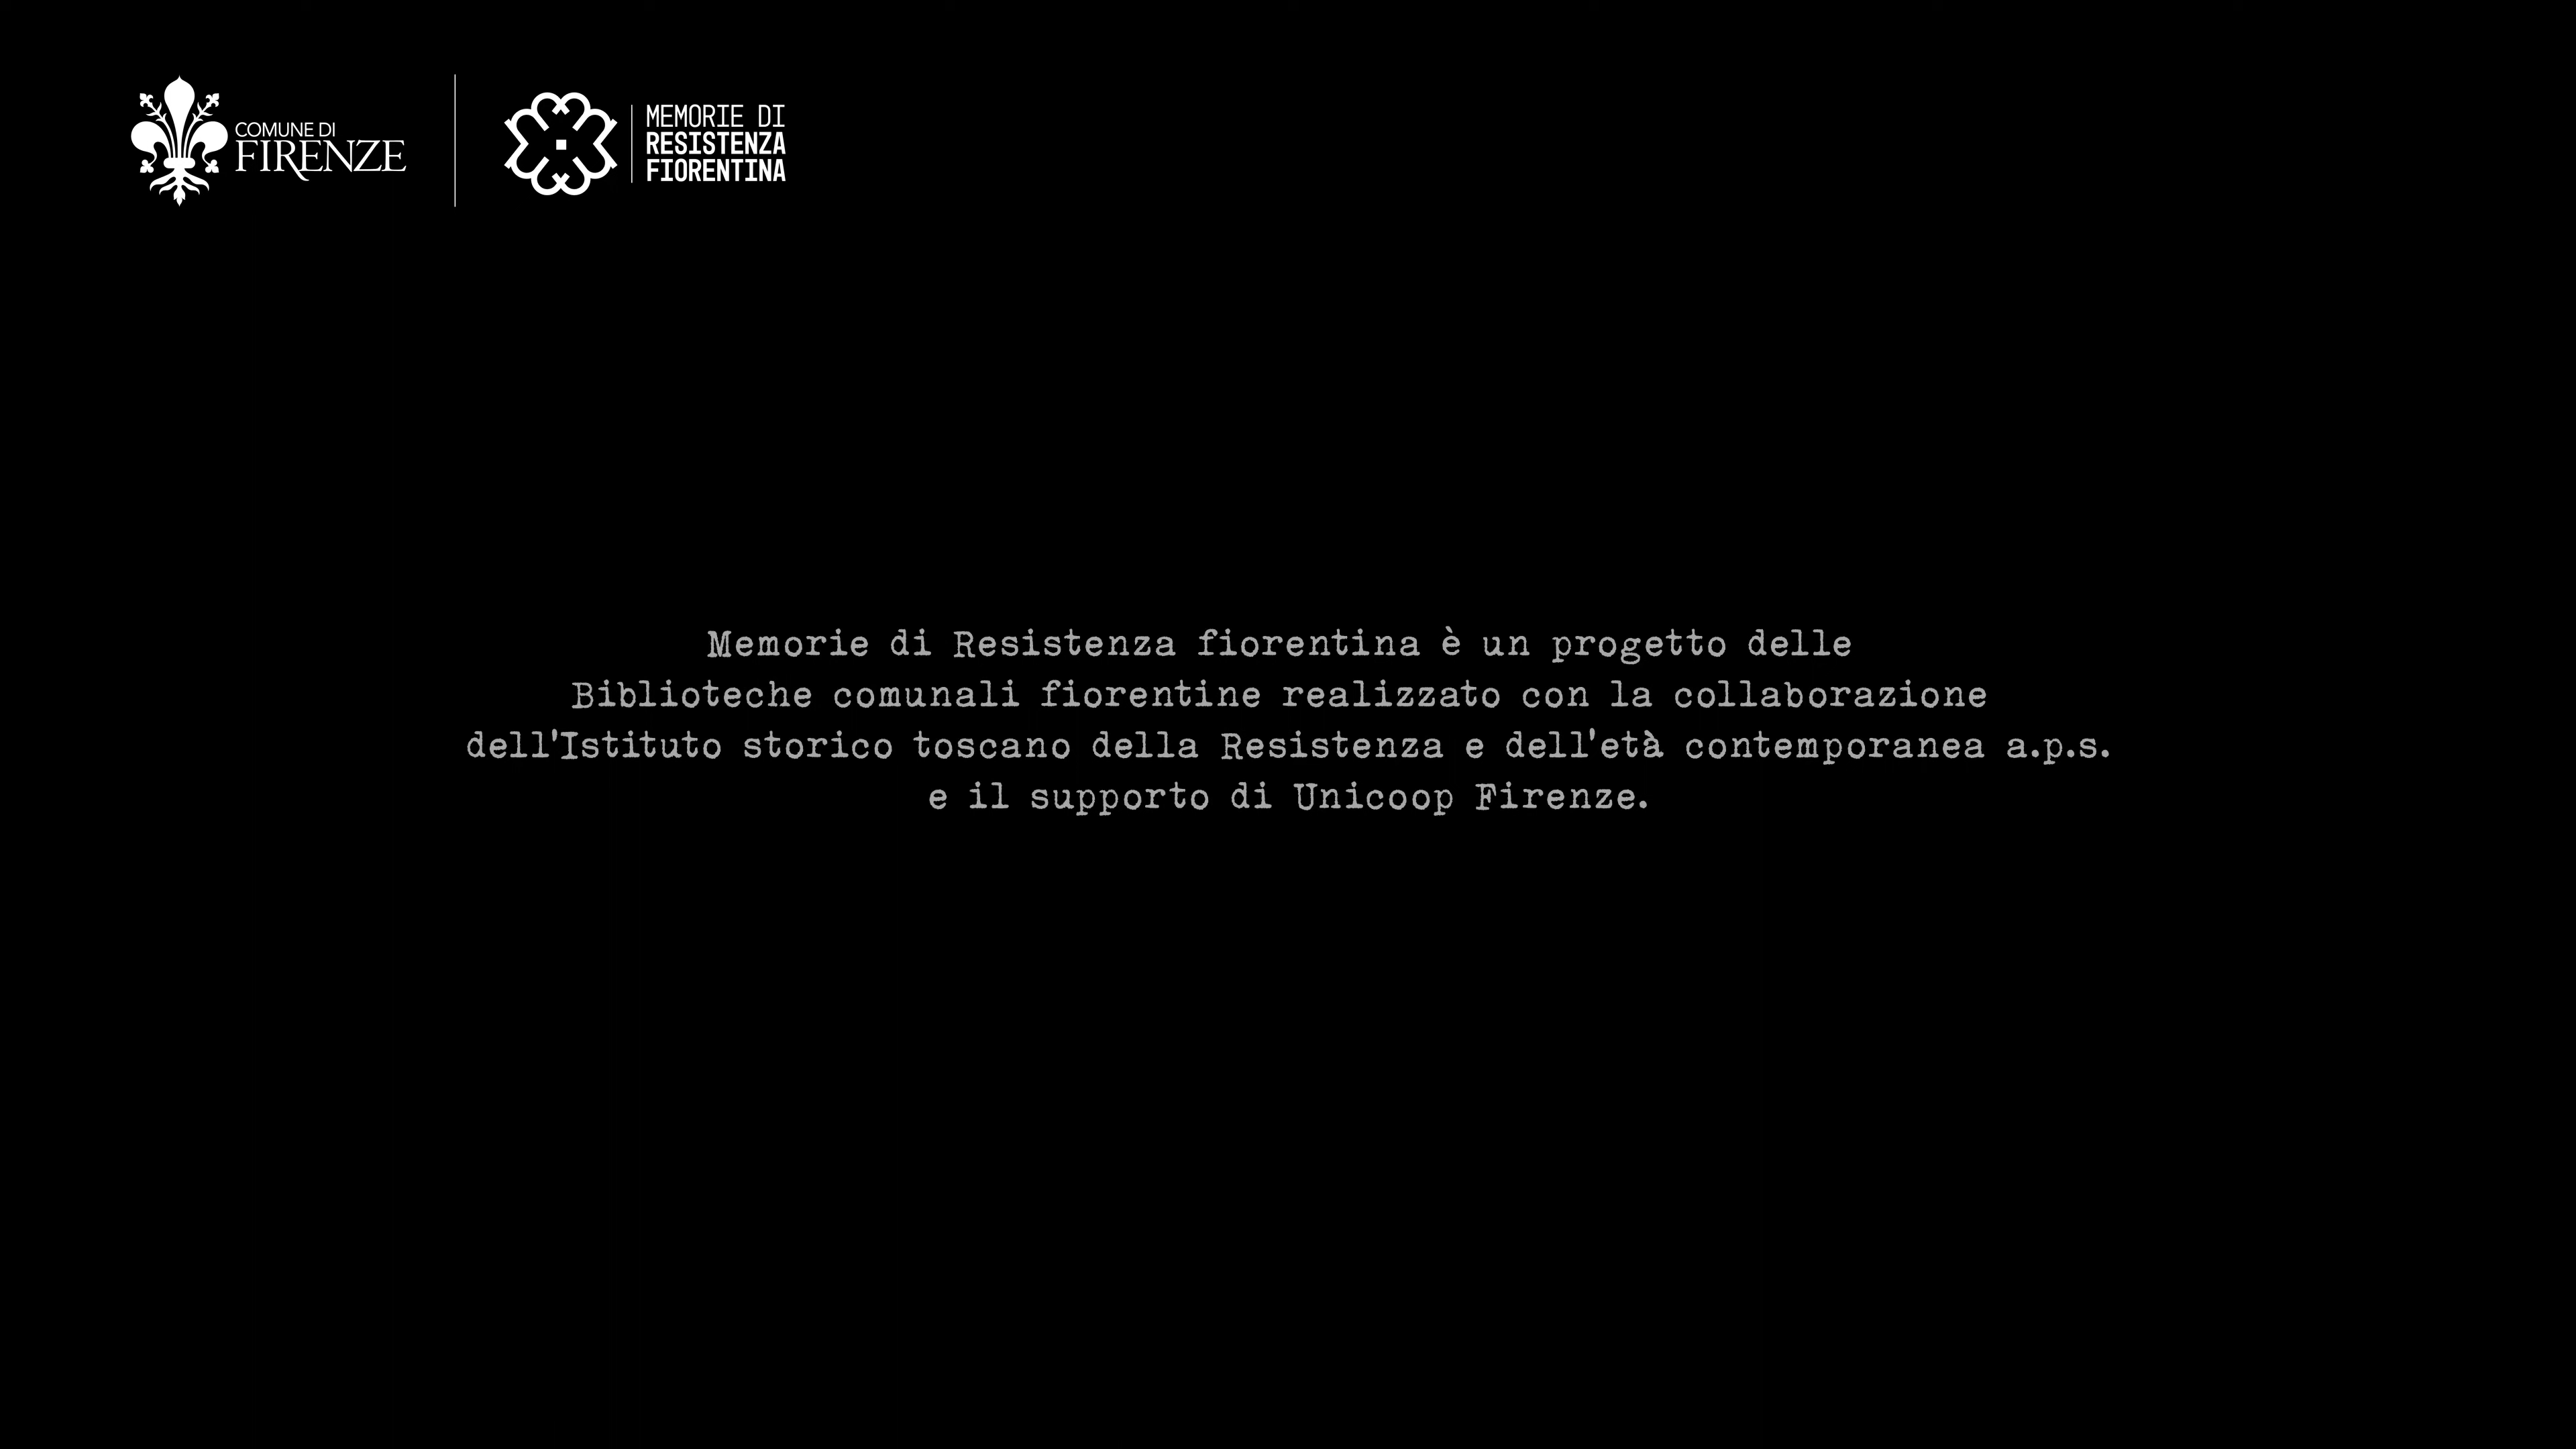 COMUNE DI
FIRENZE
MEMORIE DI
RESISTENZA
FIORENTINA
Memorie di Resistenza fiorentina è un progetto delle
Biblioteche comunali fiorentine realizzato con la collaborazione
dell'Istituto storico toscano della Resistenza e dell'età contemporanea a.p.s.
e il supporto di Unicoop Firenze.